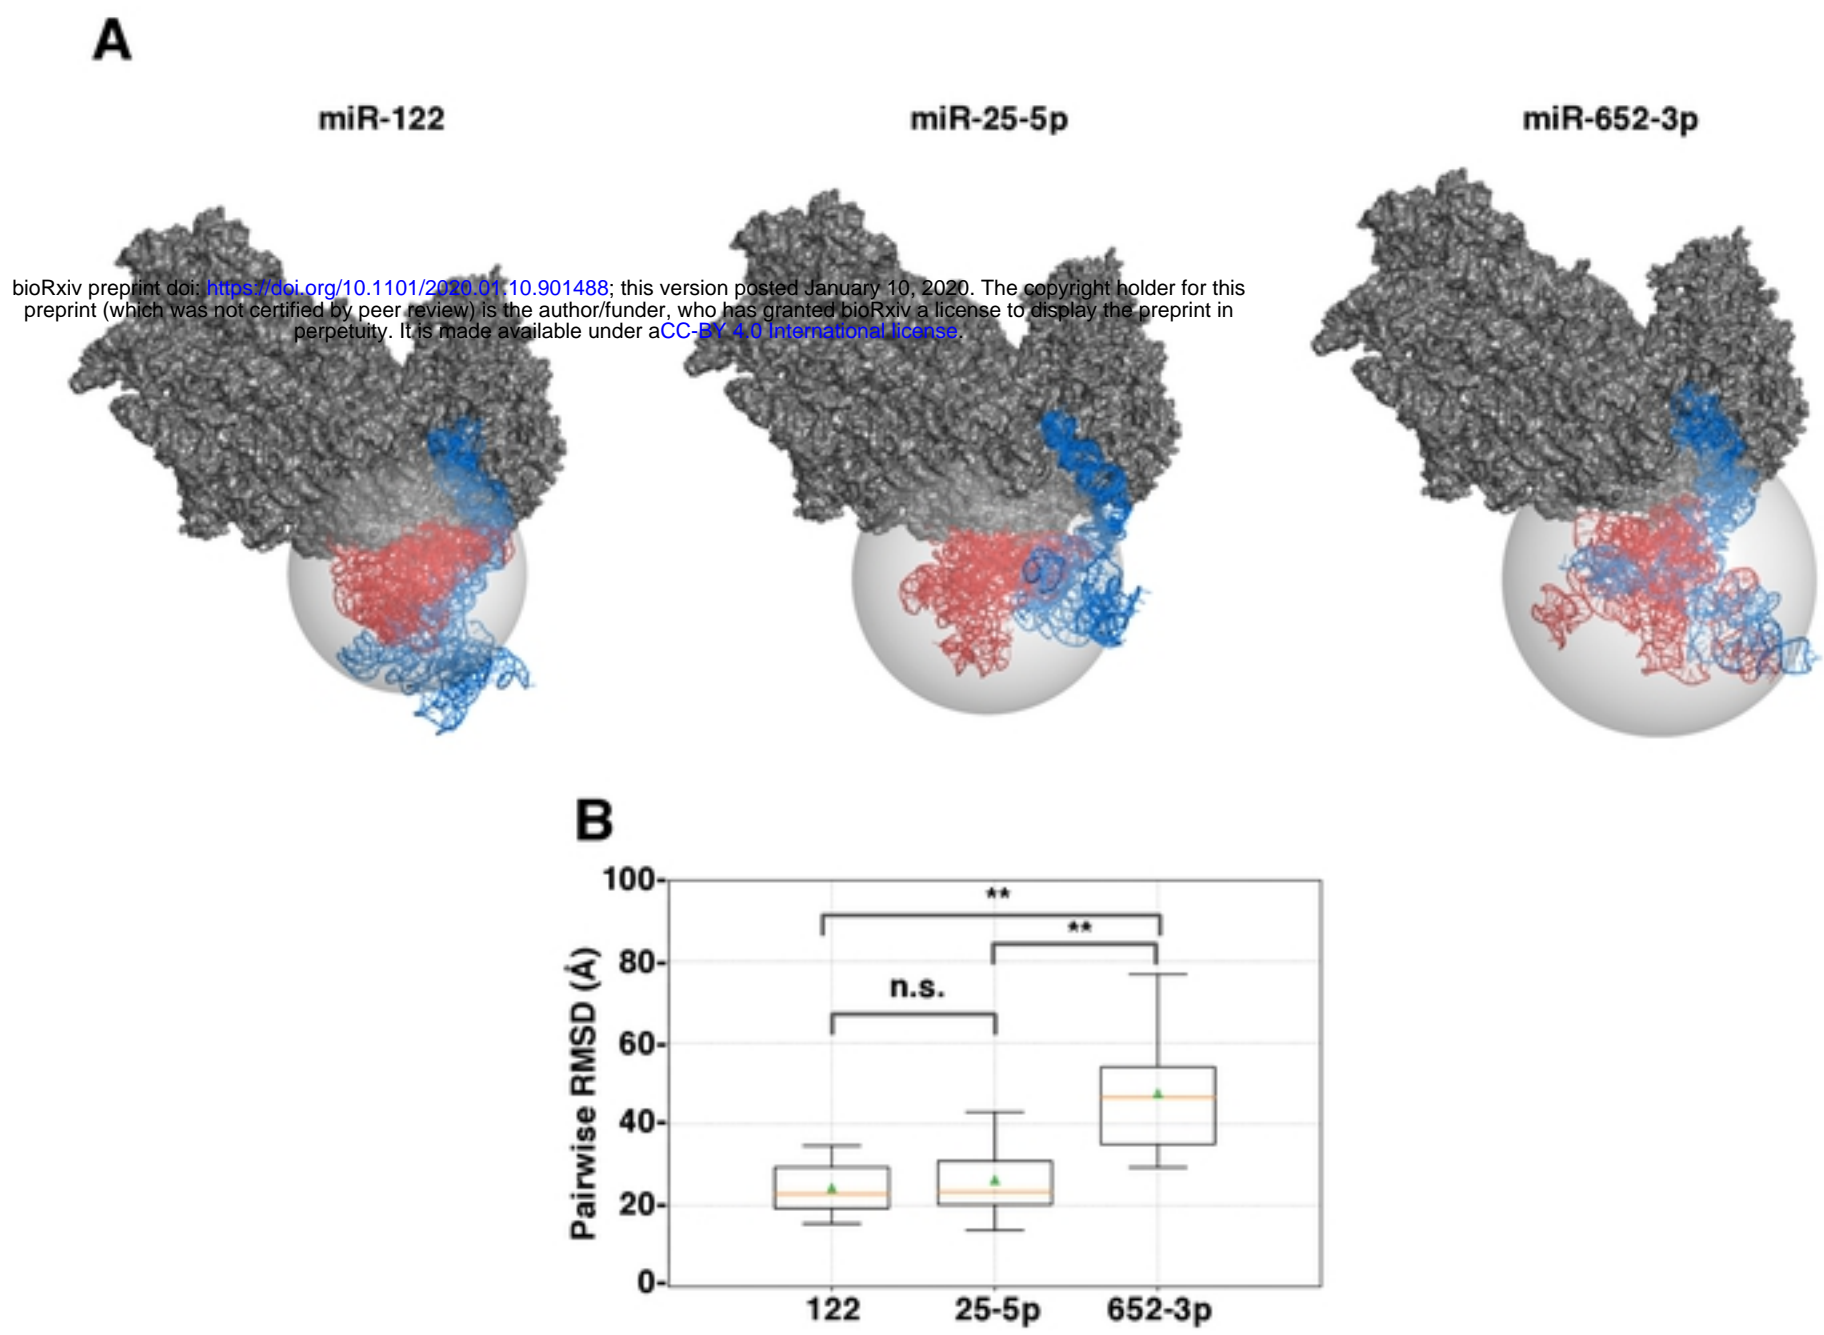 A
miR-122
miR-25-5p
miR-652-3p
bioRxiv preprint doi: https://doi.org/10.1101/2020.01.10.901488; this version posted January 10, 2020. The copyright holder for this
preprint (which was not certified by peer review) is the author/funder, who has granted bioRxiv a license to display the preprint in
perpetuity. It is made available under aCC-BY 4.0 International license.
B
100
**
**
80
n.s.
60
40
20
0
Pairwise RMSD (Å)
122
25-5p
652-3p